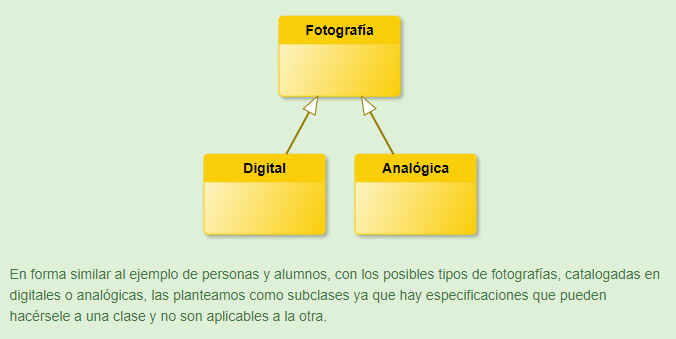 Fotografía
Digital
Analógica
En forma similar al ejemplo de personas y alumnos, con los posibles tipos de fotografías, catalogadas en
digitales o analógicas, las planteamos como subclases ya que hay especificaciones que pueden
hacérsele a una clase y no son aplicables a la otra.